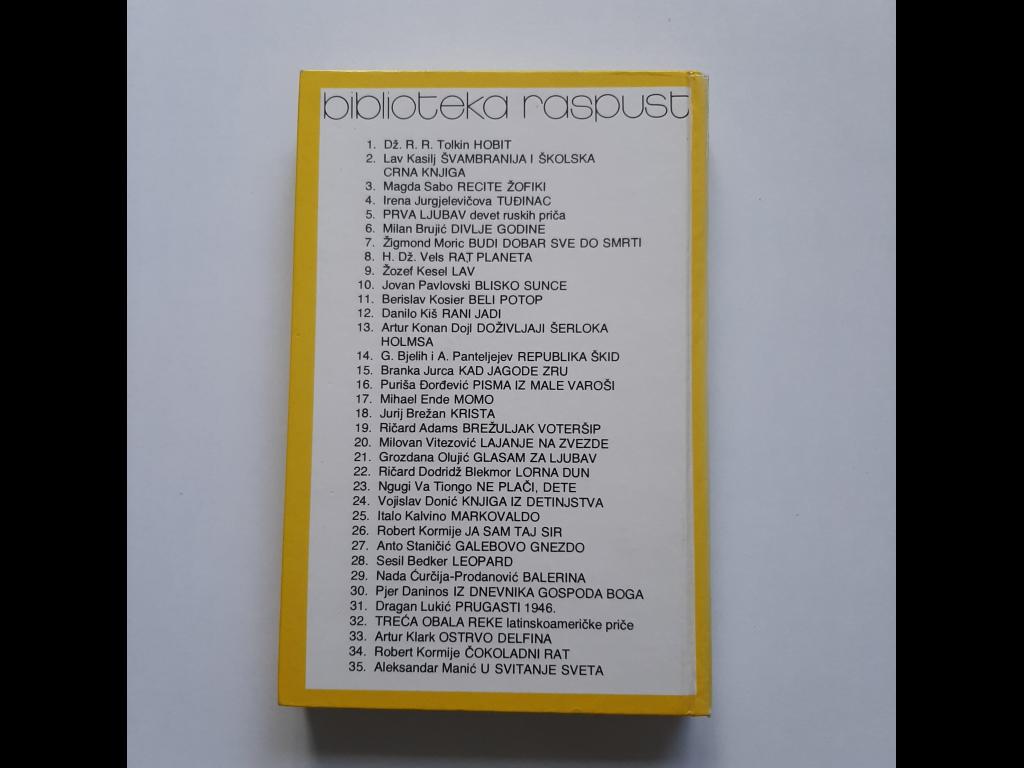 biblioteka raspust
1. Dž. R. R. Tolkin HOBIT
2. Lav Kasilj ŠVAMBRANIJA I ŠKOLSKA
CRNA KNJIGA
3. Magda Sabo RECITE ŽOFIKI
4. Irena Jurgjelevičova TUĐINAC
5. PRVA LJUBAV devet ruskih priča
6. Milan Brujić DIVLJE GODINE
7. Žigmond Moric BUDI DOBAR SVE DO SMRTI
8. H. Dž. Vels RAT PLANETA
9. Žozef Kesel LAV
10. Jovan Pavlovski BLISKO SUNCE
11. Berislav Kosier BELI POTOP
12. Danilo Kiš RANI JADI
13. Artur Konan Dojl DOŽIVLJAJI ŠERLOKA
HOLMSA
14. G. Bjelih i A. Panteljejev REPUBLIKA ŠKID
15. Branka Jurca KAD JAGODE ZRU
16. Puriša Đorđević PISMA IZ MALE VAROŠI
17. Mihael Ende MOMO
18. Jurij Brežan KRISTA
19. Ričard Adams BREŽULJAK VOTERŠIP
20. Milovan Vitezović LAJANJE NA ZVEZDE
21. Grozdana Olujić GLASAM ZA LJUBAV
22. Ričard Dodridž Blekmor LORNA DUN
23. Ngugi Va Tiongo NE PLAČI, DETE
24. Vojislav Donić KNJIGA IZ DETINJSTVA
25. Italo Kalvino MARKOVALDO
26. Robert Kormije JA SAM TAJ SIR
27. Anto Staničić GALEBOVO GNEZDO
28. Sesil Bedker LEOPARD
29. Nada Ćurčija-Prodanović BALERINA
30. Pjer Daninos IZ DNEVNIKA GOSPODA BOGA
31. Dragan Lukić PRUGASTI 1946.
32. TREĆA OBALA REKE latinskoameričke priče
33. Artur Klark OSTRVO DELFINA
34. Robert Kormije ČOKOLADNI RAT
35. Aleksandar Manić U SVITANJE SVETA